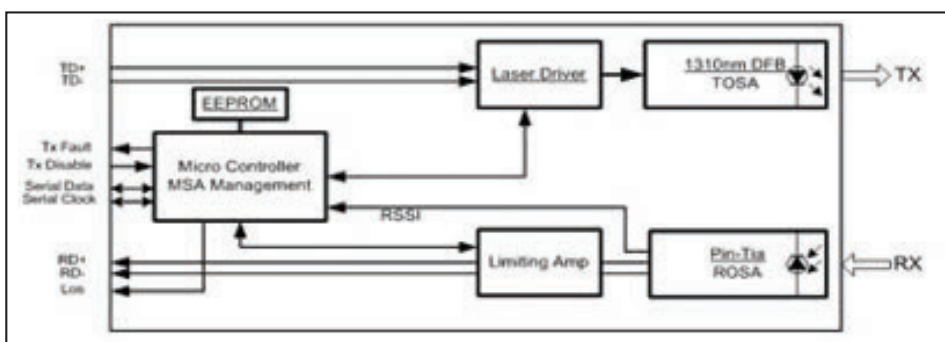 TD+
TD-
Laser Driver
1310nm DFB
TOSA
TX
EEPROM
Tx Fault
Tx Disable
Serial Data
Serial Clock
Micro Controller
MSA Management
RSSI
RD+
RD-
Los
Limiting Amp
Pin-Tia
ROSA
RX